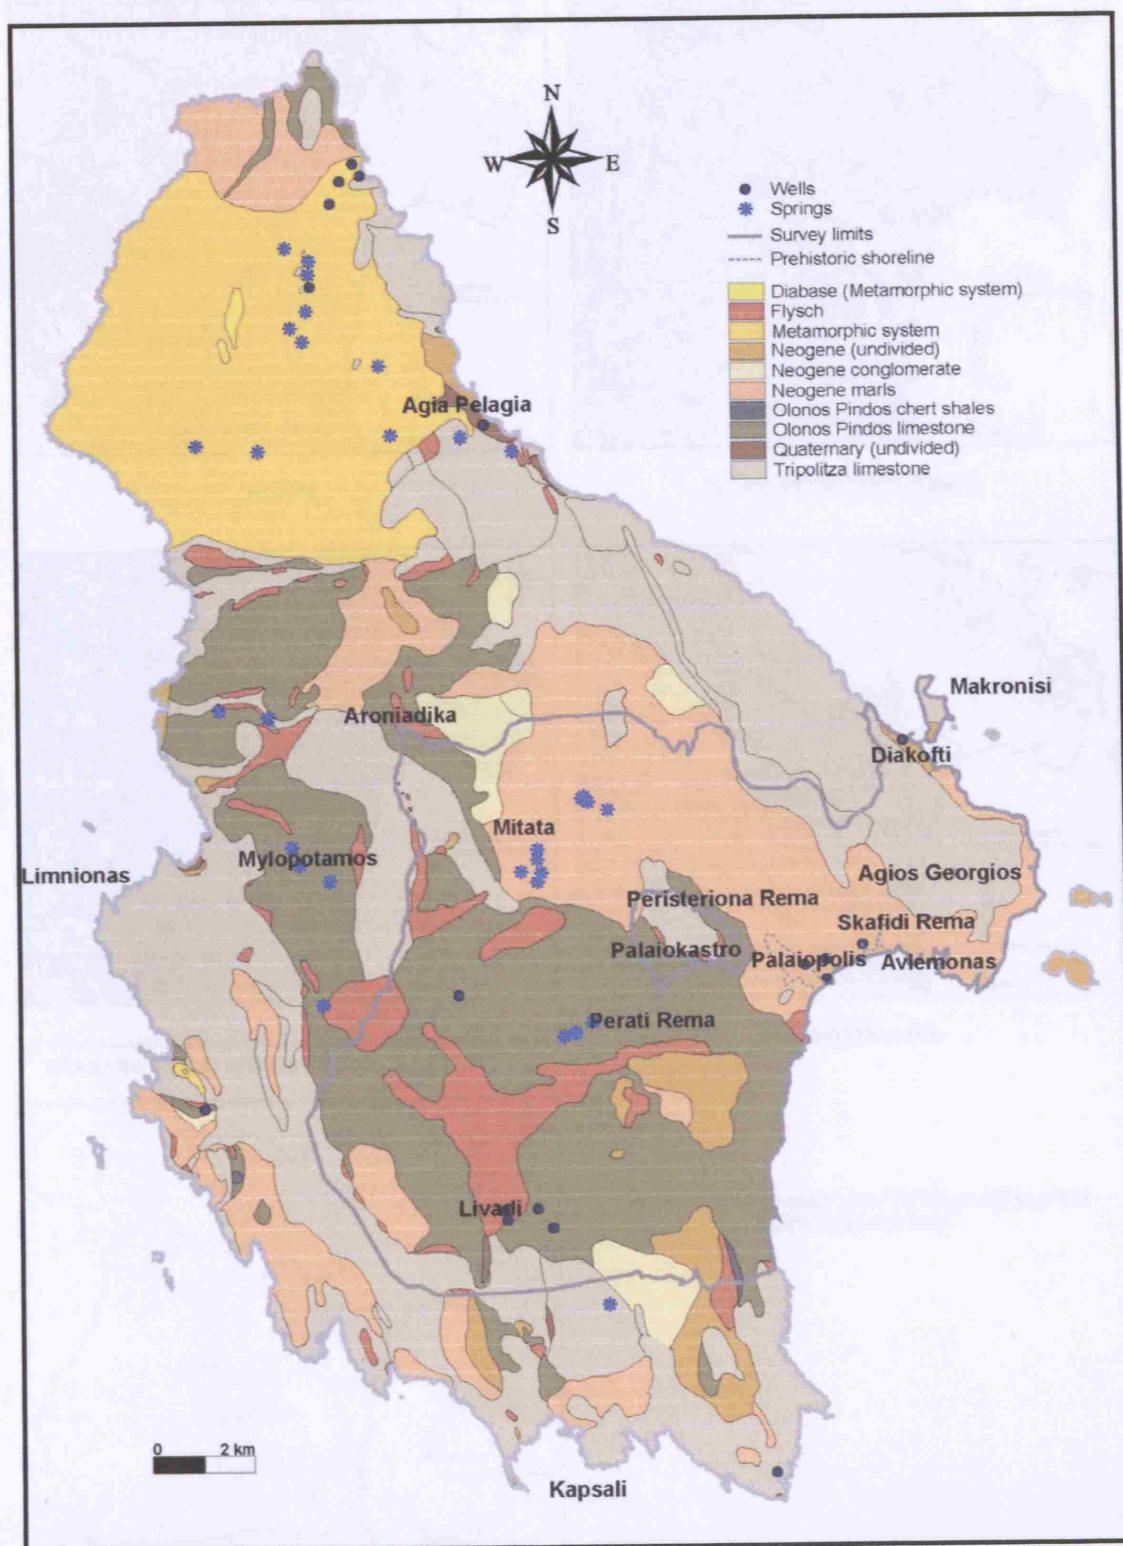 N
W E
S
Wells
Springs
Survey limits
Prehistoric shoreline
Diabase (Metamorphic system)
Flysch
Metamorphic system
Neogene (undivided)
Neogene conglomerate
Neogene marls
Olonos Pindos chert shales
Olonos Pindos limestone
Quaternary (undivided)
Tripolitza limestone
Agia Pelagia
Makronisi
Aroniadika
Diakofti
Mitata
Mylopotamos
Limnionas
Agios Georgios
Peristeriona Rema
Skafidi Rema
Palaiokastro
Palaiopolis
Avlemonas
Perati Rema
Livadi
0 2 km
Kapsali